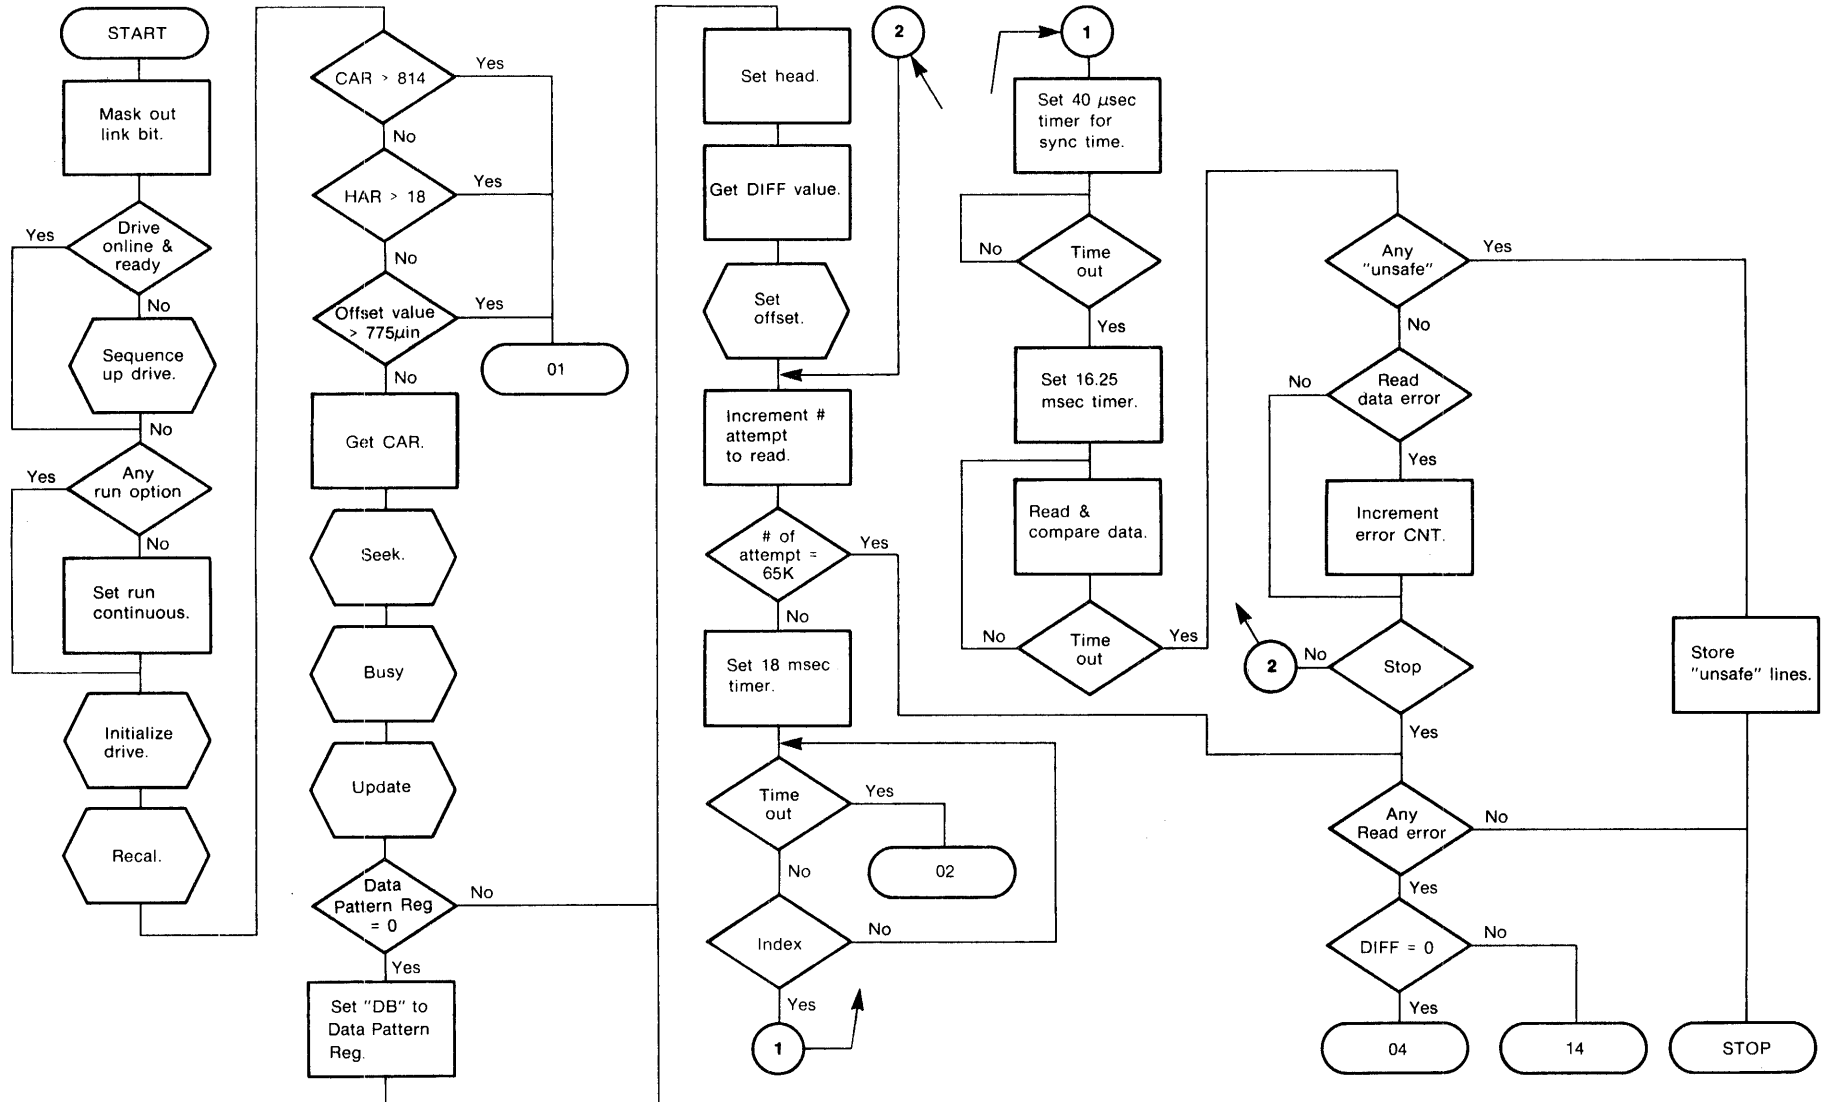 START
Mask out
link bit.
Drive
online &
ready
Yes
No
Sequence
up drive.
No
Any
run option
Yes
No
Set run
continuous.
Initialize
drive.
Recal.
CAR > 814
Yes
No
HAR > 18
Yes
No
Offset value
> 775µin
Yes
No
01
Get CAR.
Seek.
Busy
Update
Data
Pattern Reg
= 0
No
Yes
Set "DB" to
Data Pattern
Reg.
Set head.
Get DIFF value.
Set
offset.
2
Increment #
attempt
to read.
# of
attempt =
65K
Yes
No
Set 18 msec
timer.
Time
out
Yes
No
02
Index
No
Yes
1
1
Set 40 µsec
timer for
sync time.
Time
out
No
Yes
Set 16.25
msec timer.
Read &
compare data.
Time
out
No
Yes
Any
"unsafe"
Yes
No
Read
data error
No
Yes
Increment
error CNT.
Stop
No
2
Yes
Store
"unsafe" lines.
Any
Read error
No
Yes
DIFF = 0
No
Yes
04
14
STOP